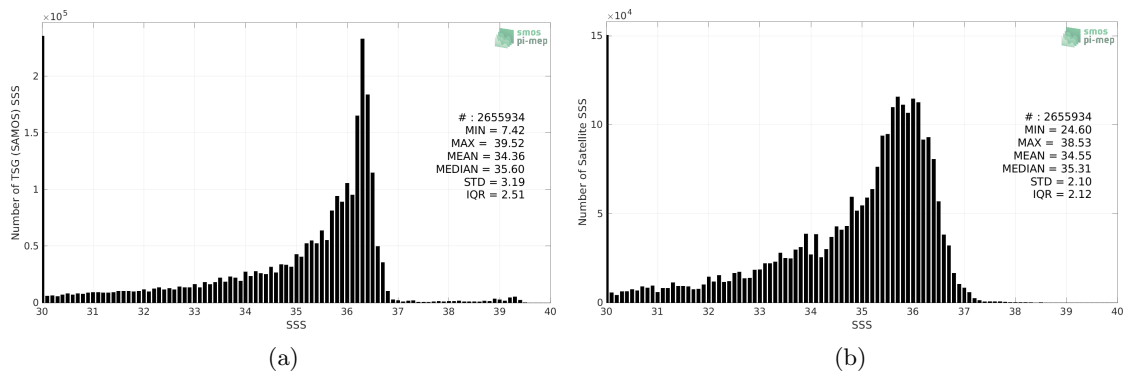 ×10⁵
smos
pi-mep
2
1.5
1
0.5
0
Number of TSG (SAMOS) SSS
# : 2655934
MIN = 7.42
MAX = 39.52
MEAN = 34.36
MEDIAN = 35.60
STD = 3.19
IQR = 2.51
30 31 32 33 34 35 36 37 38 39 40
SSS
(a)
×10⁴
smos
pi-mep
15
10
5
0
Number of Satellite SSS
# : 2655934
MIN = 24.60
MAX = 38.53
MEAN = 34.55
MEDIAN = 35.31
STD = 2.10
IQR = 2.12
30 31 32 33 34 35 36 37 38 39 40
SSS
(b)